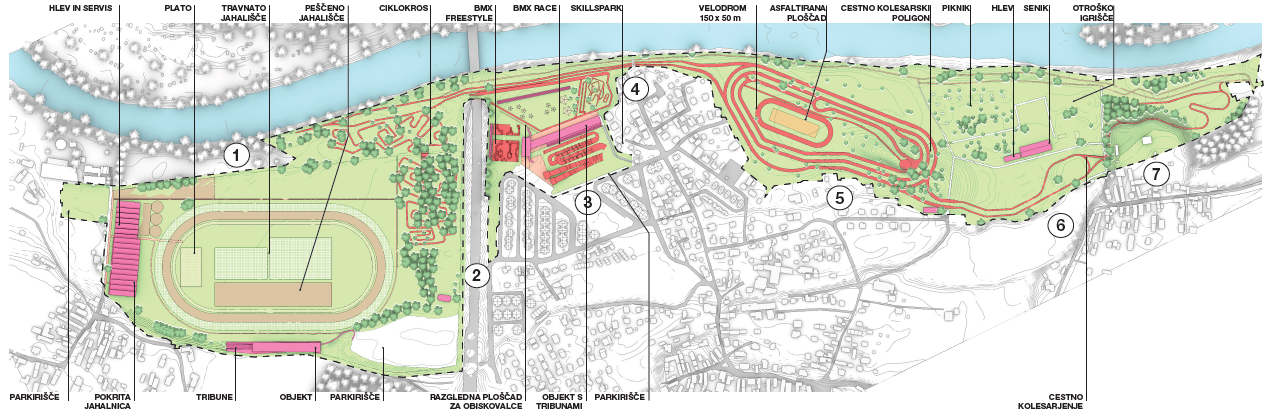 HLEV IN SERVIS
PLATO
TRAVNATO
JAHALIŠČE
PEŠČENO
JAHALIŠČE
CIKLOKROS
BMX
FREESTYLE
BMX RACE
SKILLSPARK
VELODROM
150 x 50 m
ASFALTIRANA
PLOŠČAD
CESTNO KOLESARSKI
POLIGON
PIKNIK
HLEV
SENIK
OTROŠKO
IGRIŠČE
1
2
3
4
5
6
7
PARKIRIŠČE
POKRITA
JAHALNICA
TRIBUNE
OBJEKT
PARKIRIŠČE
RAZGLEDNA PLOŠČAD
ZA OBISKOVALCE
OBJEKT S
TRIBUNAMI
PARKIRIŠČE
CESTNO
KOLESARJENJE